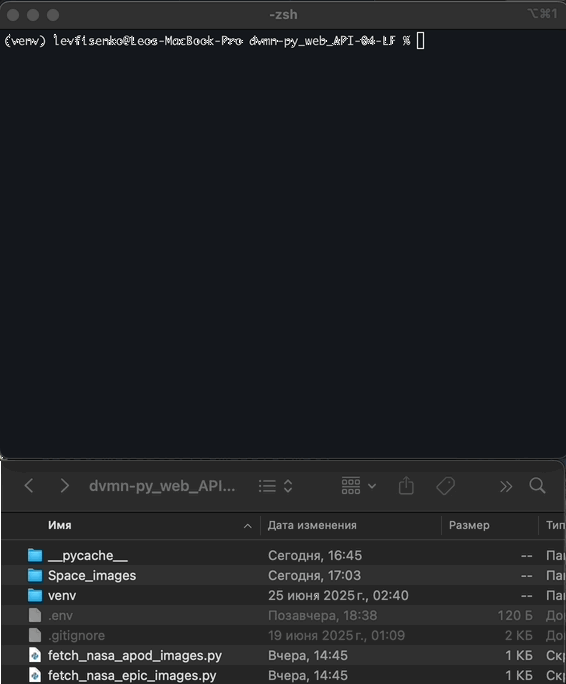 -zsh
⌥⌘1
(venv) levfisenko@Leos-MacBook-Pro dvmn-py_web_API-04-LF %
dvmn-py_web_API...
Имя Дата изменения Размер Тип
__pycache__ Сегодня, 16:45 -- Пап
Space_images Сегодня, 17:03 -- Пап
venv 25 июня 2025 г., 02:40 -- Пап
.env Позавчера, 18:38 120 Б До
.gitignore 19 июня 2025 г., 01:09 2 КБ До
fetch_nasa_apod_images.py Вчера, 14:45 1 КБ Скр
fetch_nasa_epic_images.py Вчера, 14:45 1 КБ Скр